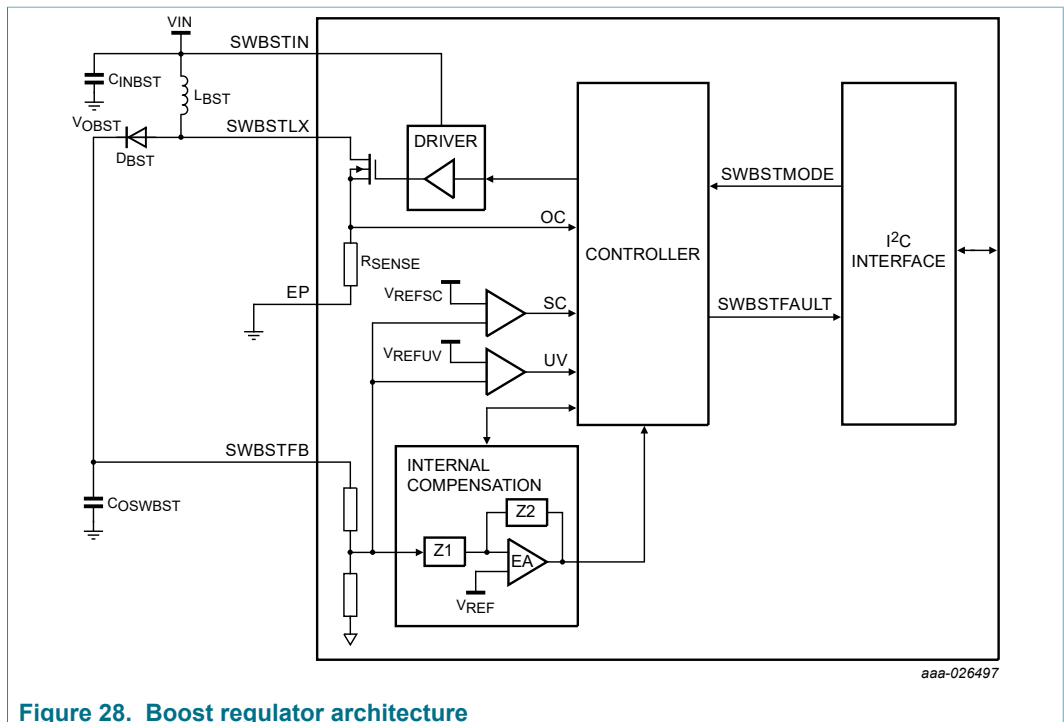 VIN
SWBSTIN
CINBST
LBST
VOBST
SWBSTLX
DBST
DRIVER
SWBSTMODE
OC
CONTROLLER
I2C
INTERFACE
RSENSE
EP
VREFSC
SC
SWBSTFAULT
VREFUV
UV
SWBSTFB
INTERNAL
COMPENSATION
COSWBST
Z2
Z1
EA
VREF
aaa-026497
Figure 28. Boost regulator architecture